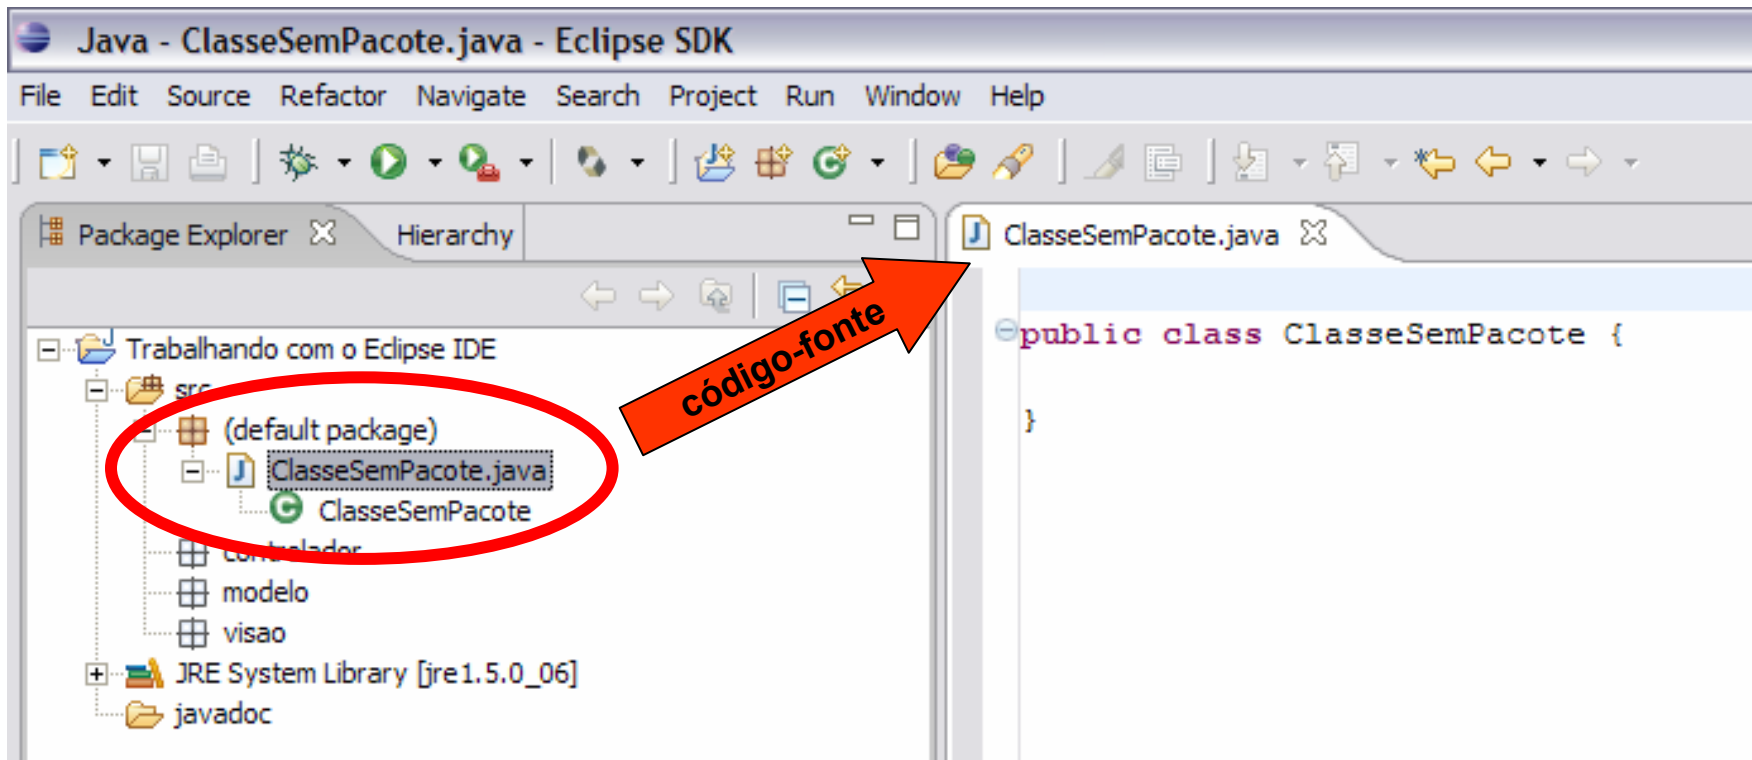 Java - ClasseSemPacote.java - Eclipse SDK
File Edit Source Refactor Navigate Search Project Run Window Help
Package Explorer Hierarchy
ClasseSemPacote.java
código-fonte
Trabalhando com o Eclipse IDE
src
(default package)
ClasseSemPacote.java
ClasseSemPacote
controlador
modelo
visao
JRE System Library [jre1.5.0_06]
javadoc
public class ClasseSemPacote {
}